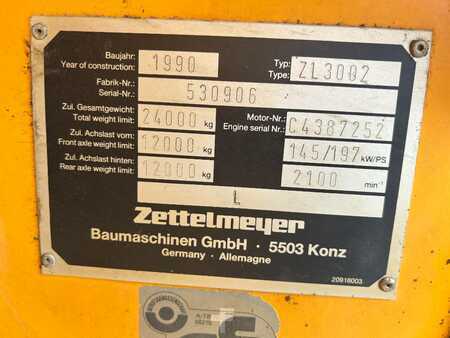 Baujahr: 1990 Typ: ZL3002
Year of construction: Type:
Fabrik-Nr.: 530906
Serial-Nr.:
Zul. Gesamtgewicht: 24000 kg Motor-Nr.: C4387252
Total weight limit: Engine serial Nr.:
Zul. Achslast vorn: 12000 kg 145/197 kW/PS
Front axle weight limit:
Zul. Achslast hinten: 12000 kg 2100 min⁻¹
Rear axle weight limit:
L
Zettelmeyer
Baumaschinen GmbH · 5503 Konz
Germany · Allemagne
20918003